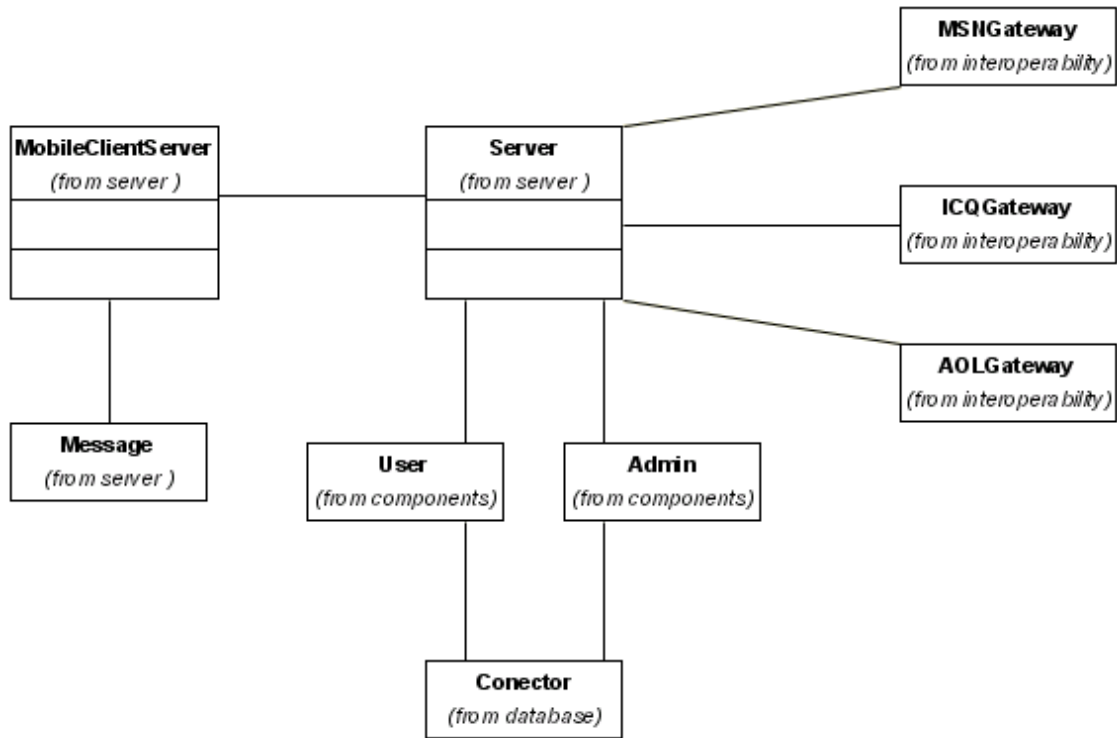 MSNGateway
(from interoperability)
MobileClientServer
(from server )
Server
(from server )
ICQGateway
(from interoperability)
AOLGateway
(from interoperability)
Message
(from server )
User
(from components)
Admin
(from components)
Conector
(from database)